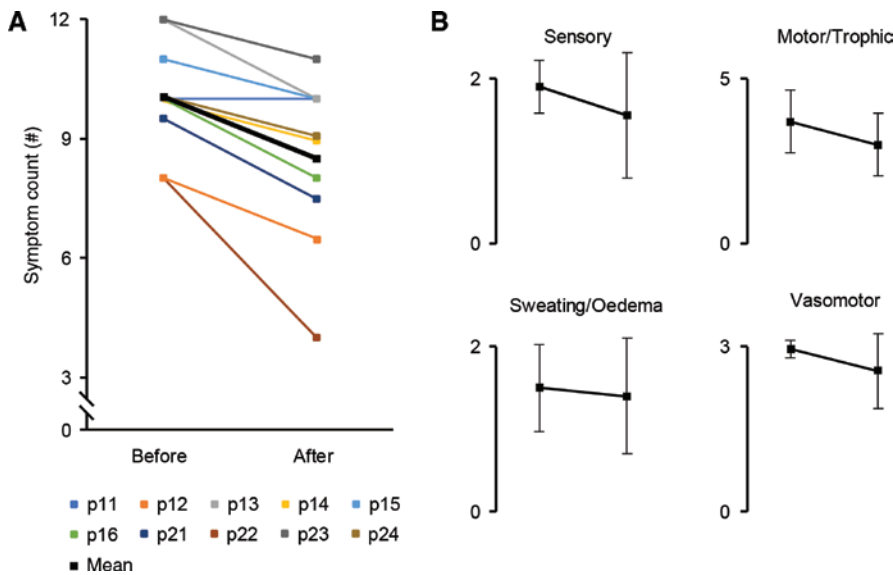 A
Symptom count (#)
12
9
6
3
0
Before After
p11 p12 p13 p14 p15
p16 p21 p22 p23 p24
Mean
B
Sensory
2
0
Motor/Trophic
5
0
Sweating/Oedema
2
0
Vasomotor
3
0